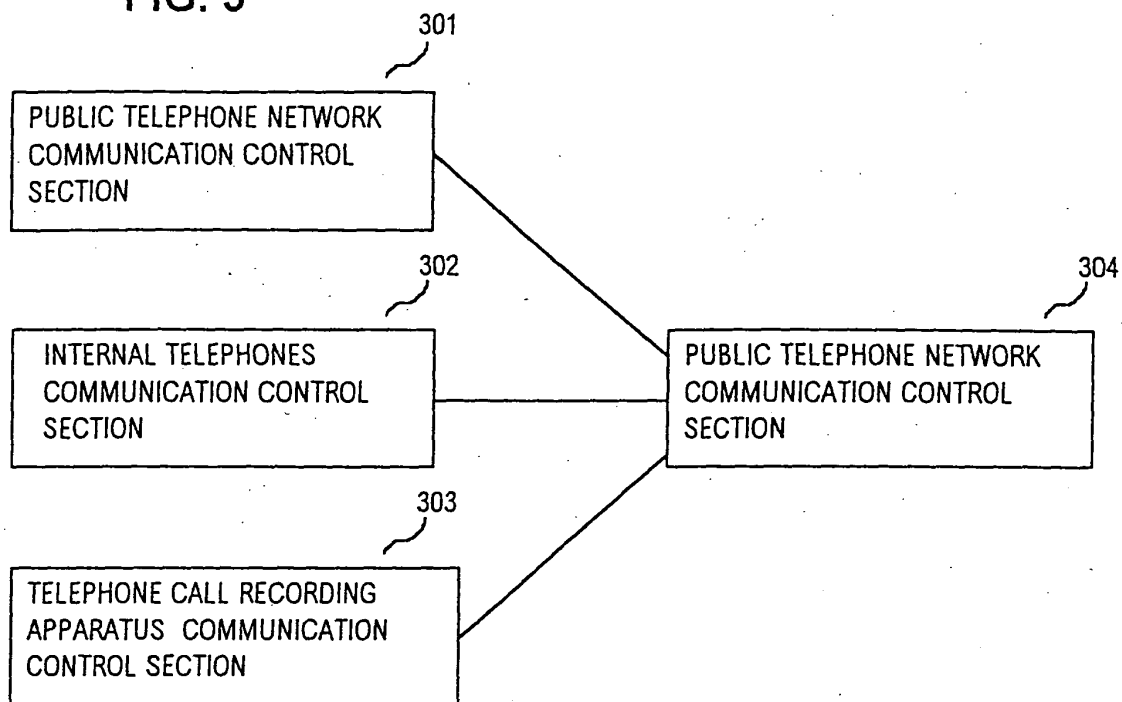 301
PUBLIC TELEPHONE NETWORK
COMMUNICATION CONTROL
SECTION
302
INTERNAL TELEPHONES
COMMUNICATION CONTROL
SECTION
304
PUBLIC TELEPHONE NETWORK
COMMUNICATION CONTROL
SECTION
303
TELEPHONE CALL RECORDING
APPARATUS COMMUNICATION
CONTROL SECTION